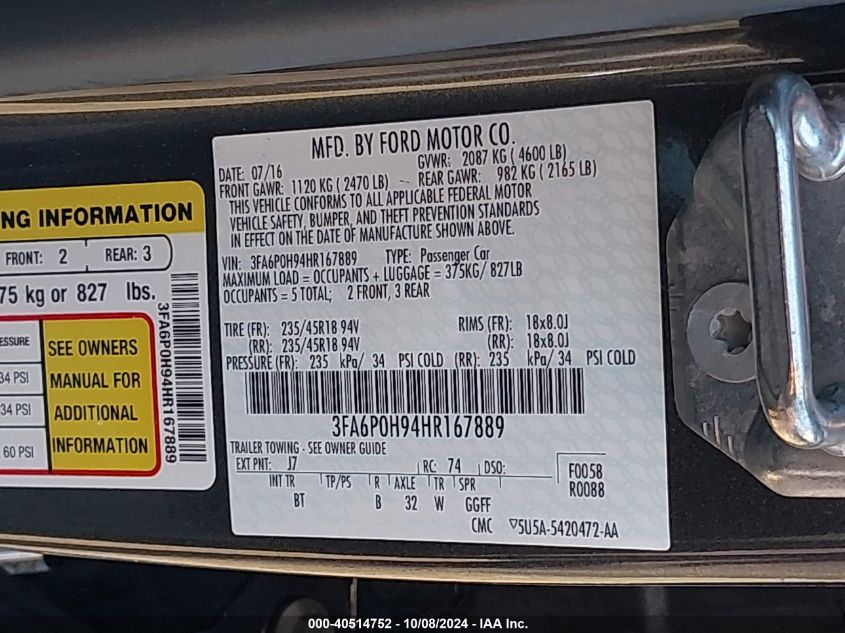 MFD. BY FORD MOTOR CO.
DATE: 07/16 GVWR: 2087 KG ( 4600 LB)
FRONT GAWR: 1120 KG ( 2470 LB) -- REAR GAWR: 982 KG ( 2165 LB)
THIS VEHICLE CONFORMS TO ALL APPLICABLE FEDERAL MOTOR
VEHICLE SAFETY, BUMPER, AND THEFT PREVENTION STANDARDS
IN EFFECT ON THE DATE OF MANUFACTURE SHOWN ABOVE.
VIN: 3FA6P0H94HR167889 TYPE: Passenger Car
MAXIMUM LOAD = OCCUPANTS + LUGGAGE = 375KG/ 827LB
OCCUPANTS = 5 TOTAL; 2 FRONT, 3 REAR
TIRE (FR): 235/45R18 94V RIMS (FR): 18x8.0J
(RR): 235/45R18 94V (RR): 18x8.0J
PRESSURE (FR): 235 kPa/ 34 PSI COLD (RR): 235 kPa/ 34 PSI COLD
3FA6P0H94HR167889
TRAILER TOWING - SEE OWNER GUIDE
EXT PNT: J7 RC: 74 DSO: F0058
INT TR TP/PS R AXLE TR SPR R0088
BT B 32 W GGFF
CMC ▽5U5A-5420472-AA
NG INFORMATION
FRONT: 2 REAR: 3
75 kg or 827 lbs.
3FA6P0H94HR167889
ESSURE
34 PSI
34 PSI
60 PSI
SEE OWNERS
MANUAL FOR
ADDITIONAL
INFORMATION
000-40514752 - 10/08/2024 - IAA Inc.